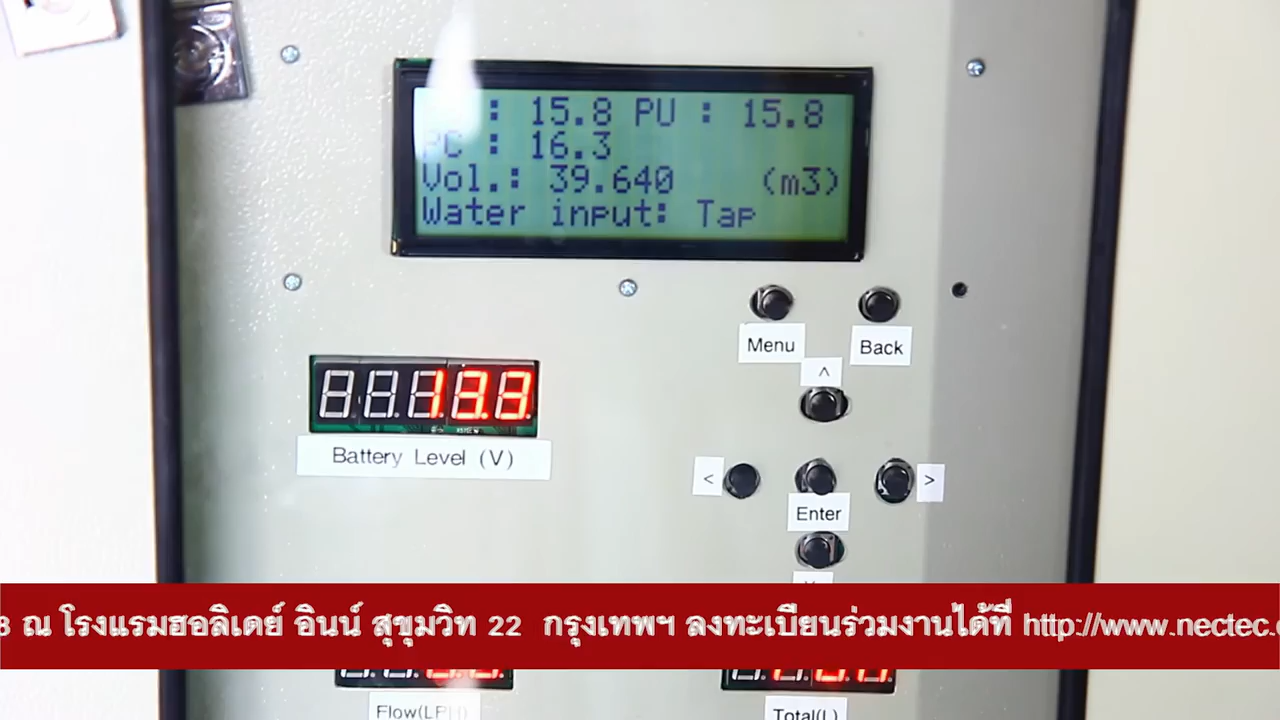 : 15.8 PU : 15.8
PC : 16.3
Vol.: 39.640 (m3)
Water input: Tap
Menu
Back
^
13.3
Battery Level (V)
<
>
Enter
8 ณ โรงแรมฮอลิเดย์ อินน์ สุขุมวิท 22 กรุงเทพฯ ลงทะเบียนร่วมงานได้ที่ http://www.nectec.
Flow(LPH)
Total(L)